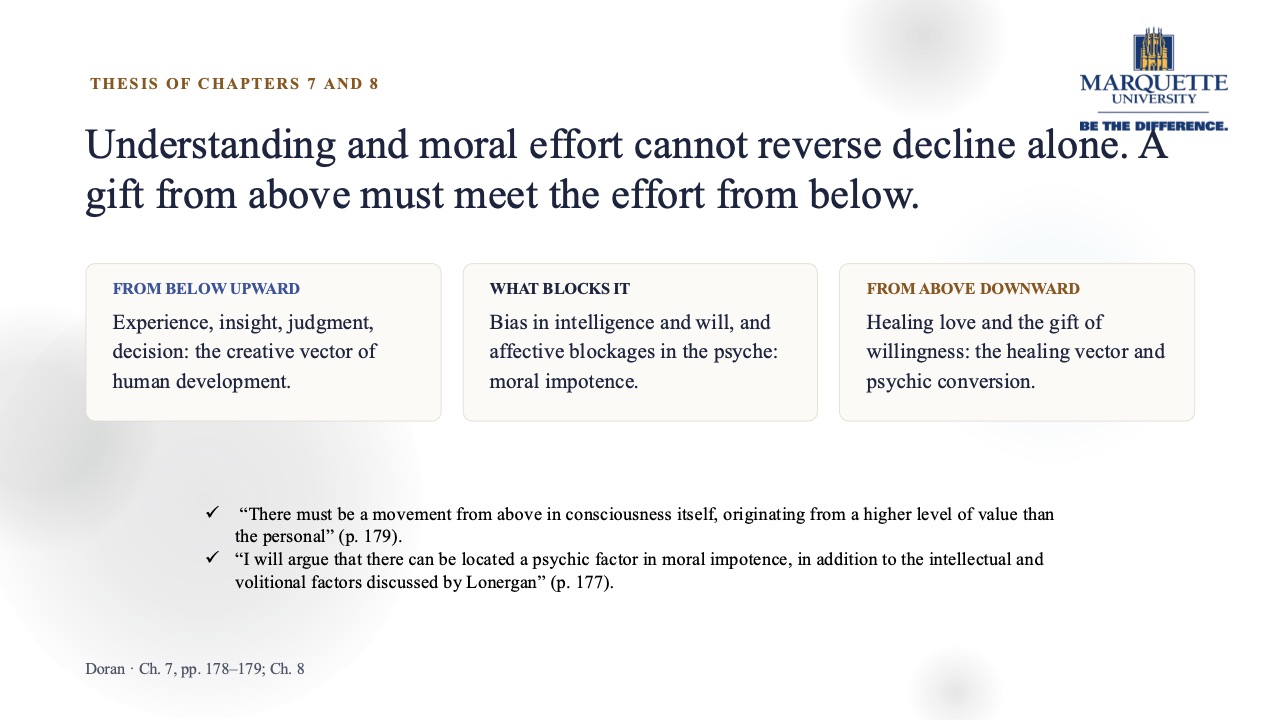 MARQUETTE
UNIVERSITY
BE THE DIFFERENCE.
THESIS OF CHAPTERS 7 AND 8
Understanding and moral effort cannot reverse decline alone. A
gift from above must meet the effort from below.
FROM BELOW UPWARD
Experience, insight, judgment,
decision: the creative vector of
human development.
WHAT BLOCKS IT
Bias in intelligence and will, and
affective blockages in the psyche:
moral impotence.
FROM ABOVE DOWNWARD
Healing love and the gift of
willingness: the healing vector and
psychic conversion.
✓ “There must be a movement from above in consciousness itself, originating from a higher level of value than
the personal” (p. 179).
✓ “I will argue that there can be located a psychic factor in moral impotence, in addition to the intellectual and
volitional factors discussed by Lonergan” (p. 177).
Doran · Ch. 7, pp. 178–179; Ch. 8